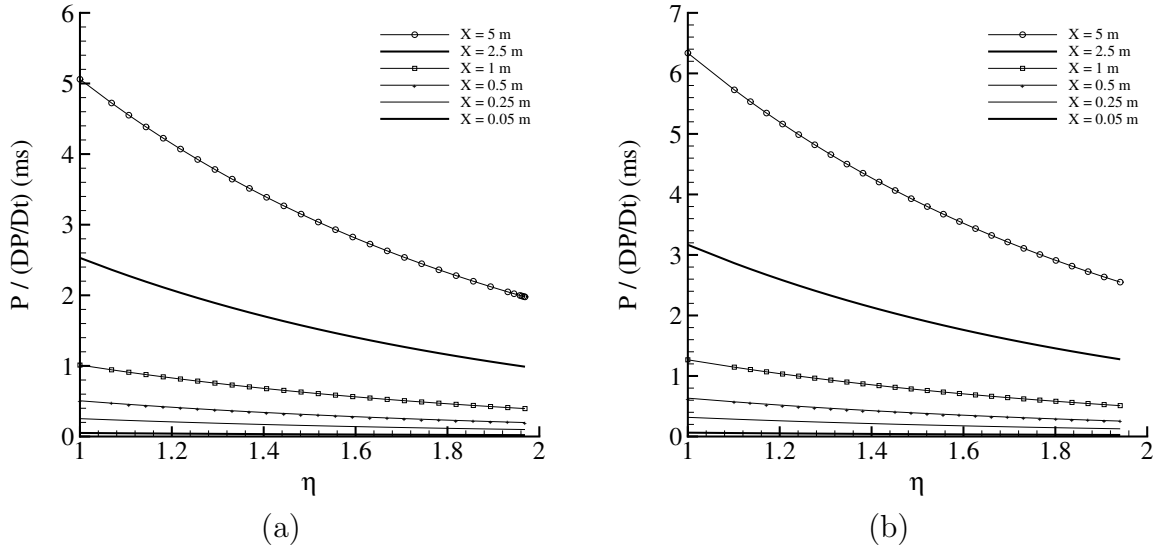 6
5
4
3
2
1
0
P / (DP/Dt) (ms)
X = 5 m
X = 2.5 m
X = 1 m
X = 0.5 m
X = 0.25 m
X = 0.05 m
1 1.2 1.4 1.6 1.8 2
η
(a)
7
6
5
4
3
2
1
0
P / (DP/Dt) (ms)
X = 5 m
X = 2.5 m
X = 1 m
X = 0.5 m
X = 0.25 m
X = 0.05 m
1 1.2 1.4 1.6 1.8 2
η
(b)